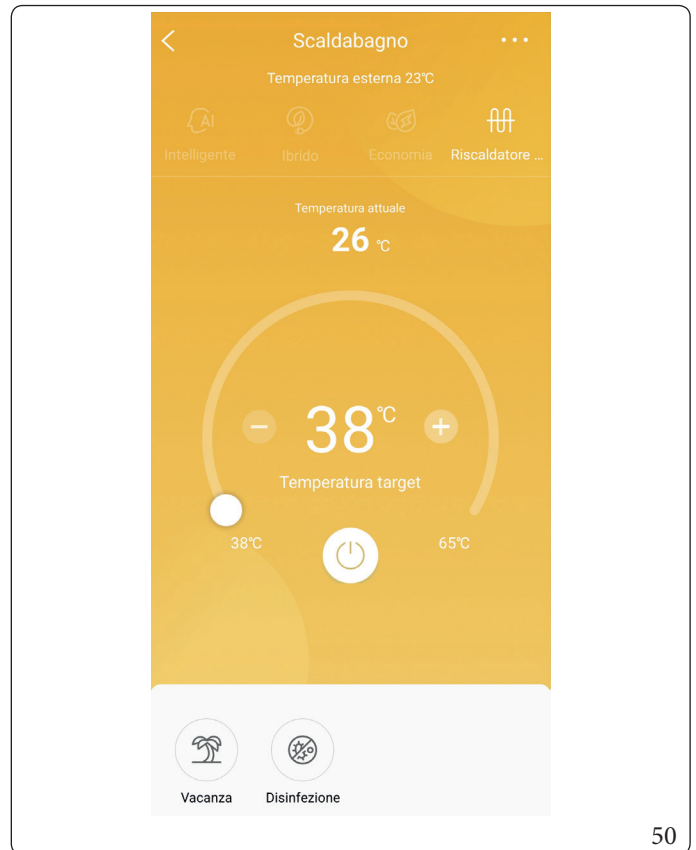 Scaldabagno
Temperatura esterna 23℃
AI
Intelligente Ibrido Economia Riscaldatore ...
Temperatura attuale
26 ℃
38℃
Temperatura target
38℃ 65℃
Vacanza Disinfezione
50